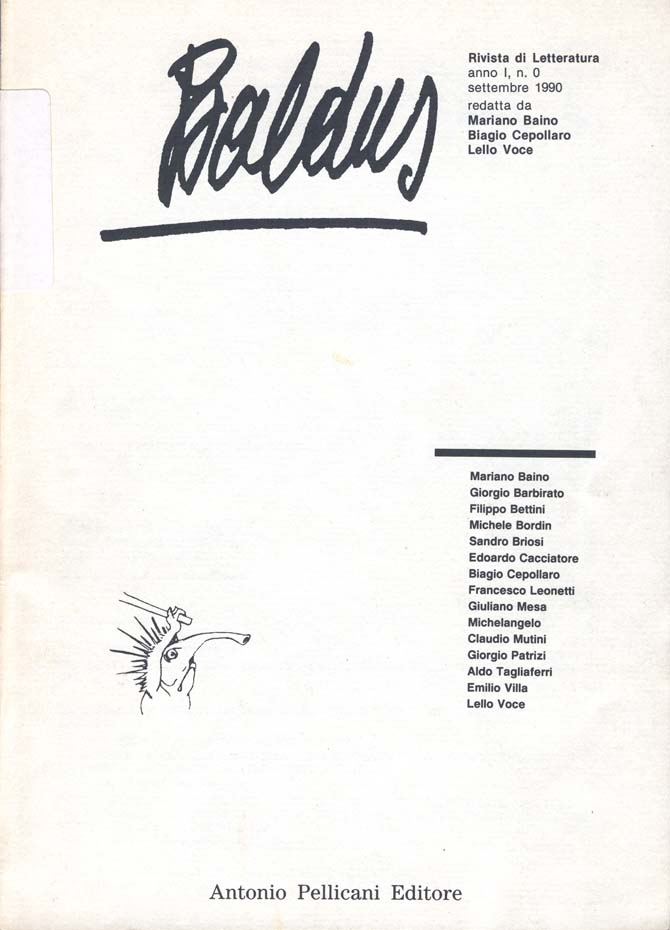 Baldus
Rivista di Letteratura
anno I, n. 0
settembre 1990
redatta da
Mariano Baino
Biagio Cepollaro
Lello Voce
Mariano Baino
Giorgio Barbirato
Filippo Bettini
Michele Bordin
Sandro Briosi
Edoardo Cacciatore
Biagio Cepollaro
Francesco Leonetti
Giuliano Mesa
Michelangelo
Claudio Mutini
Giorgio Patrizi
Aldo Tagliaferri
Emilio Villa
Lello Voce
Antonio Pellicani Editore